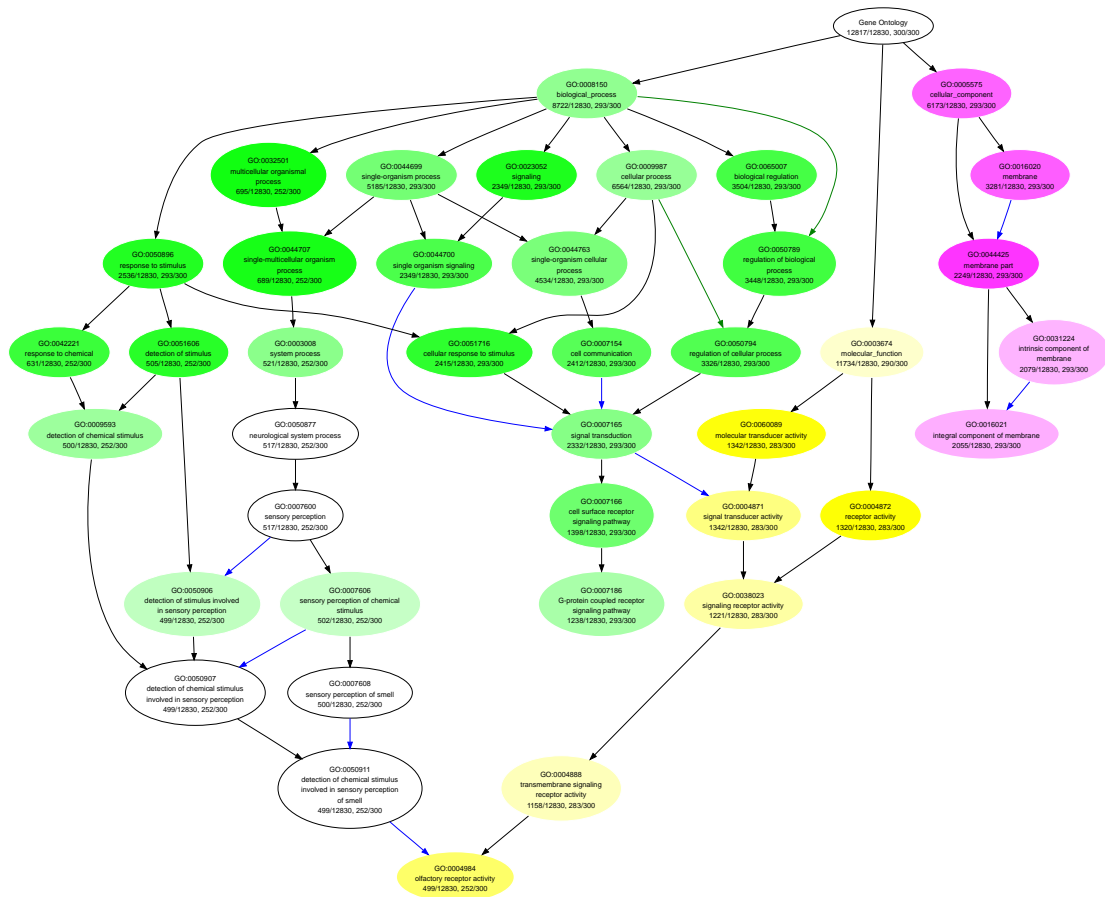 Gene Ontology
12817/12830, 300/300
GO:0008150
biological_process
8722/12830, 293/300
GO:0005575
cellular_component
6173/12830, 293/300
GO:0032501
multicellular organismal
process
695/12830, 252/300
GO:0044699
single-organism process
5185/12830, 293/300
GO:0023052
signaling
2349/12830, 293/300
GO:0009987
cellular process
6564/12830, 293/300
GO:0065007
biological regulation
3504/12830, 293/300
GO:0016020
membrane
3281/12830, 293/300
GO:0050896
response to stimulus
2536/12830, 293/300
GO:0044707
single-multicellular organism
process
689/12830, 252/300
GO:0044700
single organism signaling
2349/12830, 293/300
GO:0044763
single-organism cellular
process
4534/12830, 293/300
GO:0050789
regulation of biological
process
3448/12830, 293/300
GO:0044425
membrane part
2249/12830, 293/300
GO:0042221
response to chemical
631/12830, 252/300
GO:0051606
detection of stimulus
505/12830, 252/300
GO:0003008
system process
521/12830, 252/300
GO:0051716
cellular response to stimulus
2415/12830, 293/300
GO:0007154
cell communication
2412/12830, 293/300
GO:0050794
regulation of cellular process
3326/12830, 293/300
GO:0003674
molecular_function
11734/12830, 290/300
GO:0031224
intrinsic component of
membrane
2079/12830, 293/300
GO:0009593
detection of chemical stimulus
500/12830, 252/300
GO:0050877
neurological system process
517/12830, 252/300
GO:0007165
signal transduction
2332/12830, 293/300
GO:0060089
molecular transducer activity
1342/12830, 283/300
GO:0016021
integral component of membrane
2055/12830, 293/300
GO:0007600
sensory perception
517/12830, 252/300
GO:0007166
cell surface receptor
signaling pathway
1398/12830, 293/300
GO:0004871
signal transducer activity
1342/12830, 283/300
GO:0004872
receptor activity
1320/12830, 283/300
GO:0050906
detection of stimulus involved
in sensory perception
499/12830, 252/300
GO:0007606
sensory perception of chemical
stimulus
502/12830, 252/300
GO:0007186
G-protein coupled receptor
signaling pathway
1238/12830, 293/300
GO:0038023
signaling receptor activity
1221/12830, 283/300
GO:0050907
detection of chemical stimulus
involved in sensory perception
499/12830, 252/300
GO:0007608
sensory perception of smell
500/12830, 252/300
GO:0050911
detection of chemical stimulus
involved in sensory perception
of smell
499/12830, 252/300
GO:0004888
transmembrane signaling
receptor activity
1158/12830, 283/300
GO:0004984
olfactory receptor activity
499/12830, 252/300